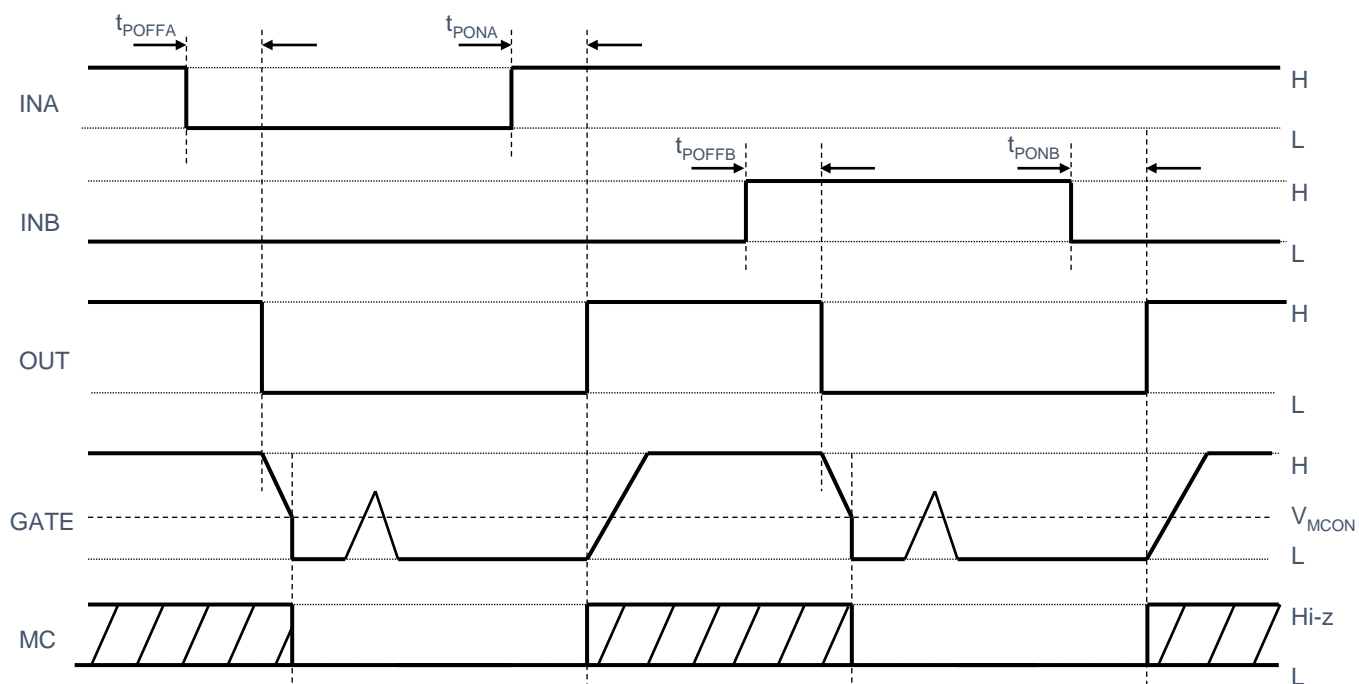 tPOFFA
tPONA
INA
H
L
tPOFFB
tPONB
INB
H
L
OUT
H
L
GATE
H
VMCON
L
MC
Hi-z
L